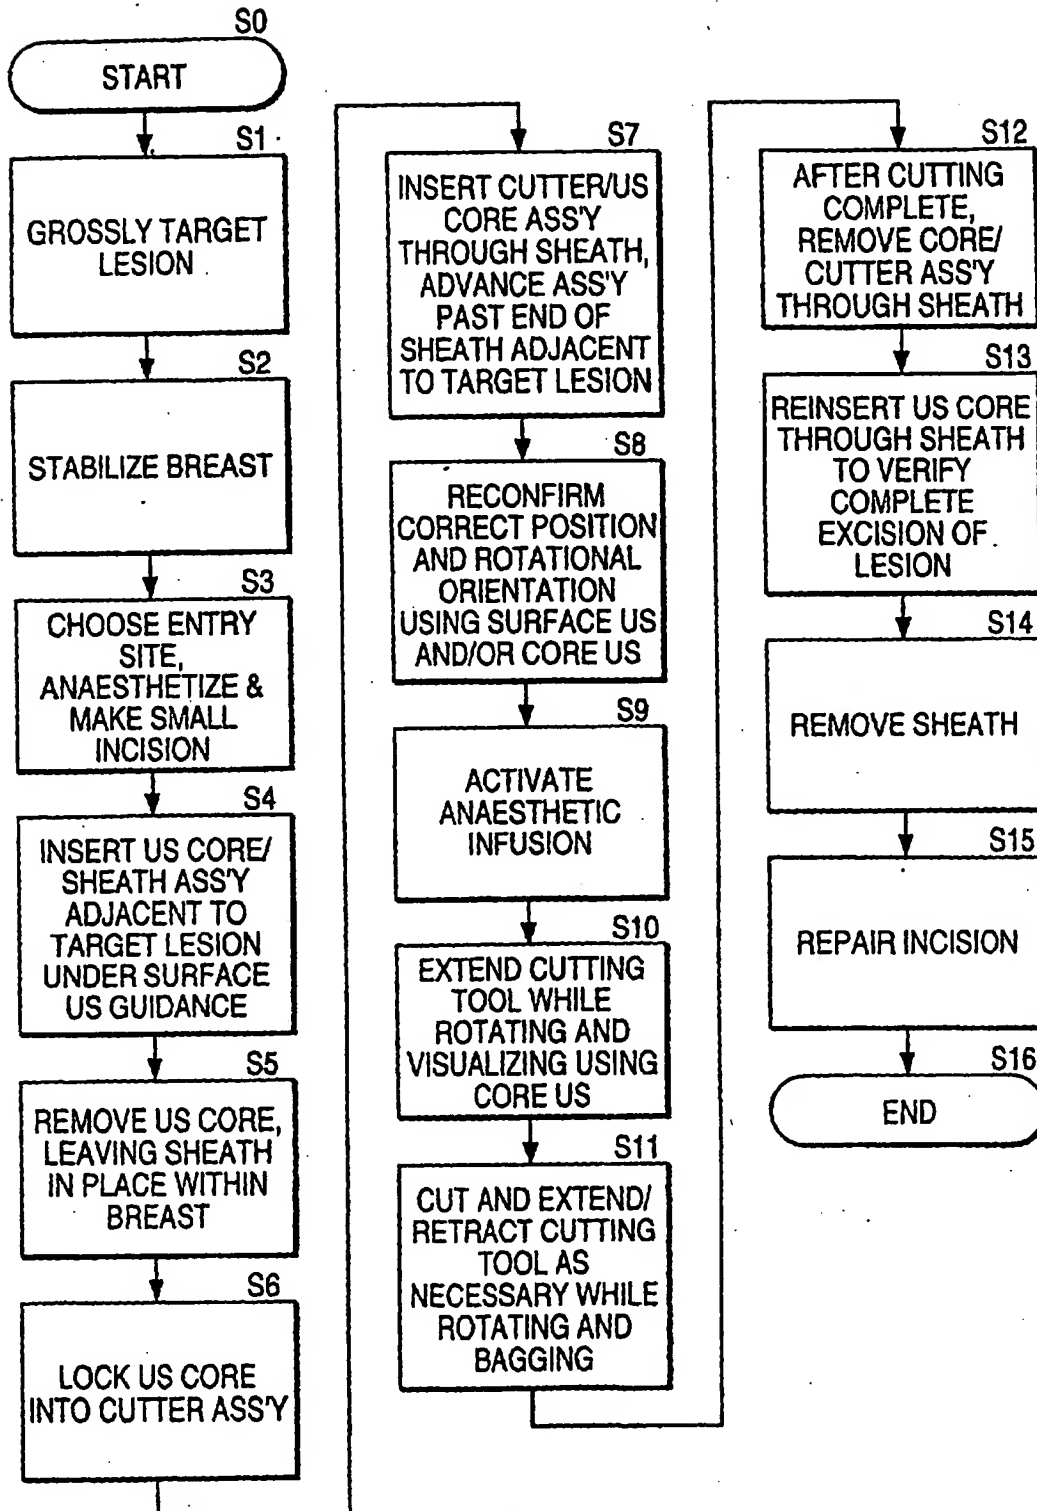 S0
START
S1
GROSSLY TARGET
LESION
S2
STABILIZE BREAST
S3
CHOOSE ENTRY
SITE,
ANAESTHETIZE &
MAKE SMALL
INCISION
S4
INSERT US CORE/
SHEATH ASS'Y
ADJACENT TO
TARGET LESION
UNDER SURFACE
US GUIDANCE
S5
REMOVE US CORE,
LEAVING SHEATH
IN PLACE WITHIN
BREAST
S6
LOCK US CORE
INTO CUTTER ASS'Y
S7
INSERT CUTTER/US
CORE ASS'Y
THROUGH SHEATH,
ADVANCE ASS'Y
PAST END OF
SHEATH ADJACENT
TO TARGET LESION
S8
RECONFIRM
CORRECT POSITION
AND ROTATIONAL
ORIENTATION
USING SURFACE US
AND/OR CORE US
S9
ACTIVATE
ANAESTHETIC
INFUSION
S10
EXTEND CUTTING
TOOL WHILE
ROTATING AND
VISUALIZING USING
CORE US
S11
CUT AND EXTEND/
RETRACT CUTTING
TOOL AS
NECESSARY WHILE
ROTATING AND
BAGGING
S12
AFTER CUTTING
COMPLETE,
REMOVE CORE/
CUTTER ASS'Y
THROUGH SHEATH
S13
REINSERT US CORE
THROUGH SHEATH
TO VERIFY
COMPLETE
EXCISION OF
LESION
S14
REMOVE SHEATH
S15
REPAIR INCISION
S16
END